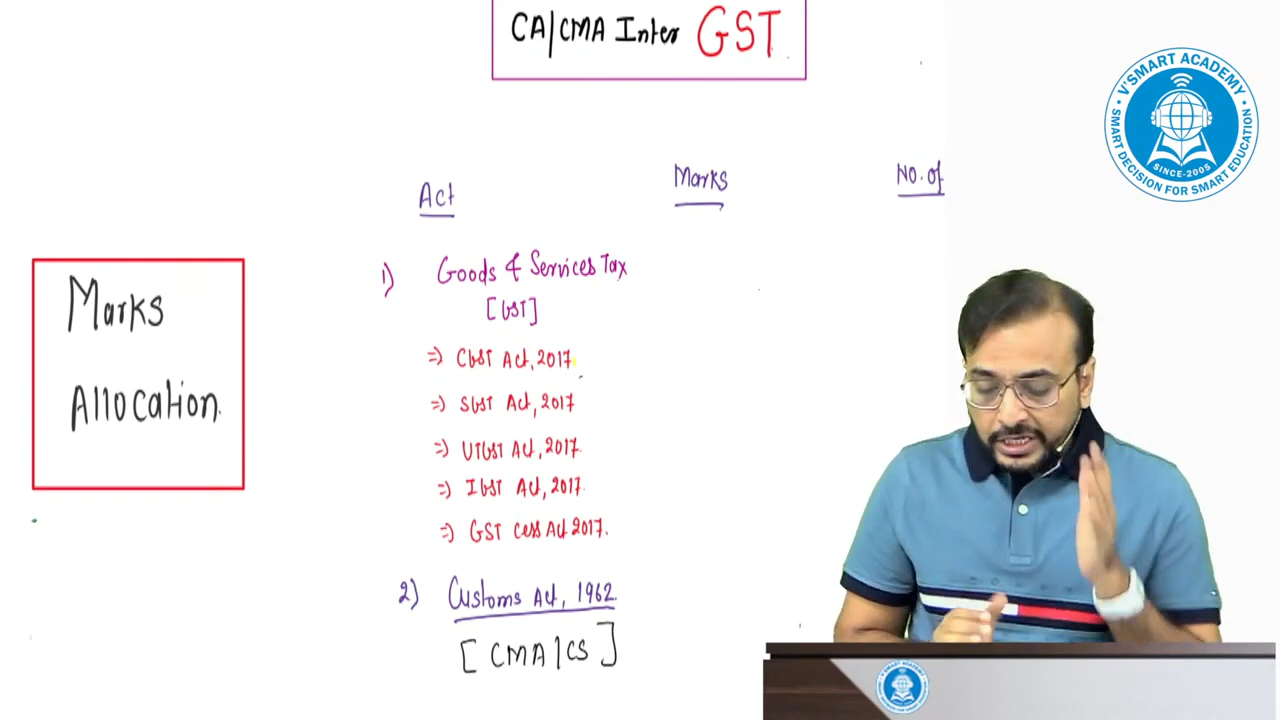 CA/CMA Inter GST
V'SMART ACADEMY
SINCE-2005
SMART DECISION FOR SMART EDUCATION
Act Marks No. of
Marks
Allocation.
1) Goods & Services Tax
[GST]
=) CGST Act, 2017
=) SGST Act, 2017
=) UTGST Act, 2017.
=) IGST Act, 2017.
=) GST Cess Act 2017.
2) Customs Act, 1962.
[CMA/CS]
V'SMART ACADEMY